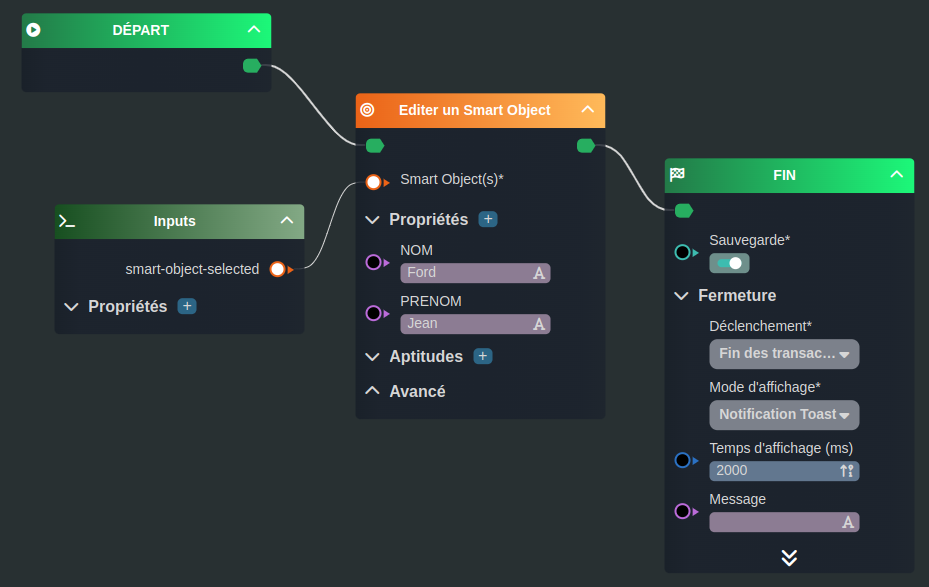 DÉPART
Editer un Smart Object
Smart Object(s)*
Propriétés +
NOM
Ford A
PRENOM
Jean A
Aptitudes +
Avancé
Inputs
smart-object-selected
Propriétés +
FIN
Sauvegarde*
Fermeture
Déclenchement*
Fin des transac...
Mode d'affichage*
Notification Toast
Temps d'affichage (ms)
2000
Message
A